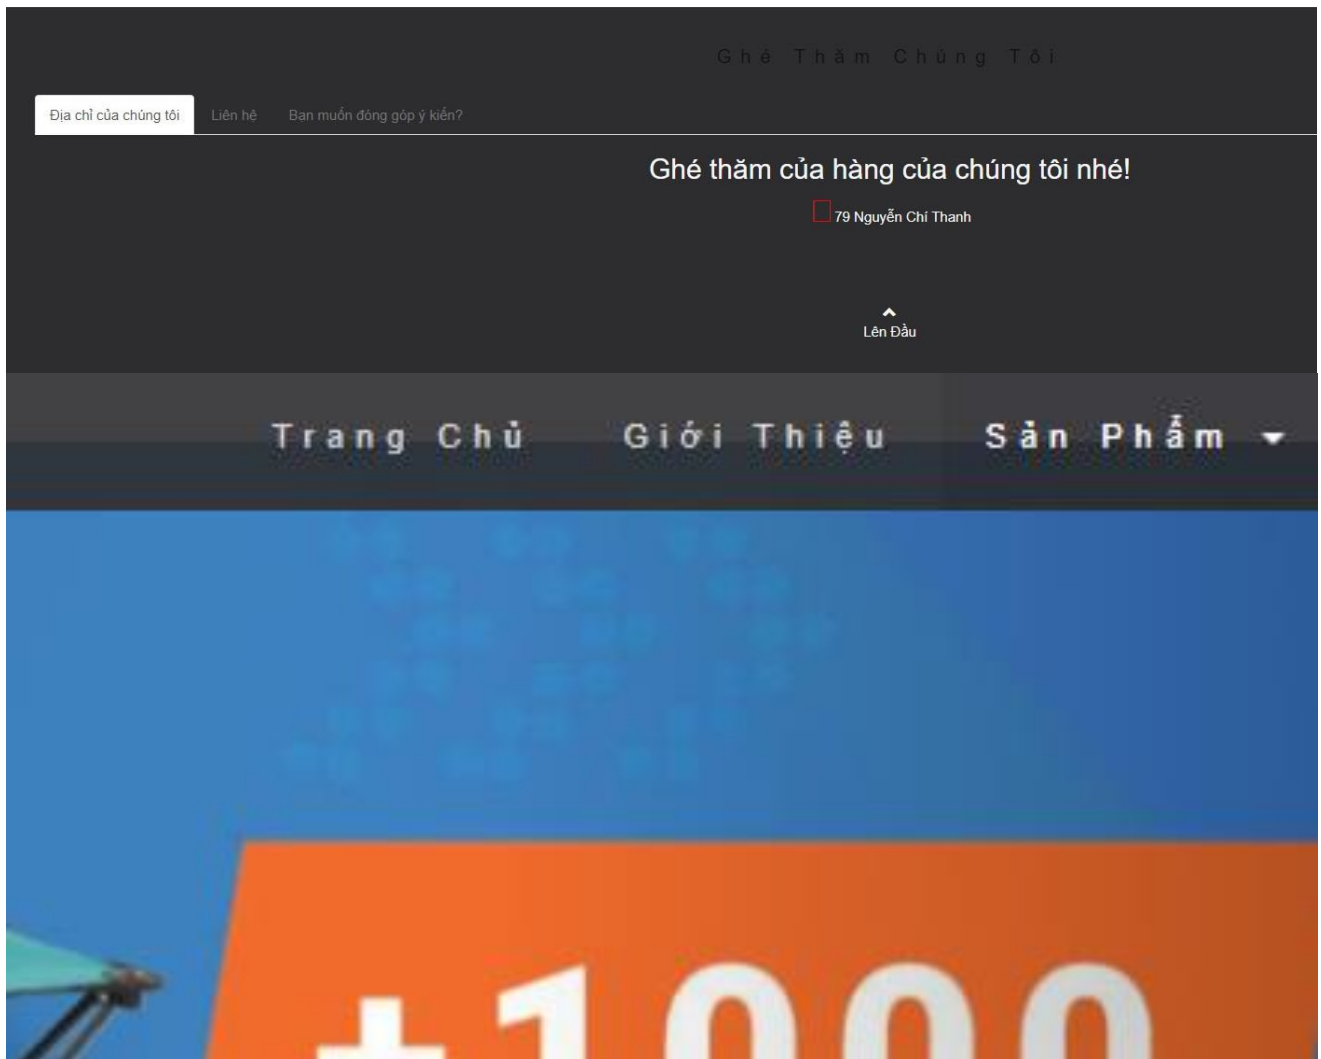 Ghé Thăm Chúng Tôi
Địa chỉ của chúng tôi Liên hệ Bạn muốn đóng góp ý kiến?
Ghé thăm của hàng của chúng tôi nhé!
79 Nguyễn Chí Thanh
Lên Đầu
Trang Chủ Giới Thiệu Sản Phẩm
+1000